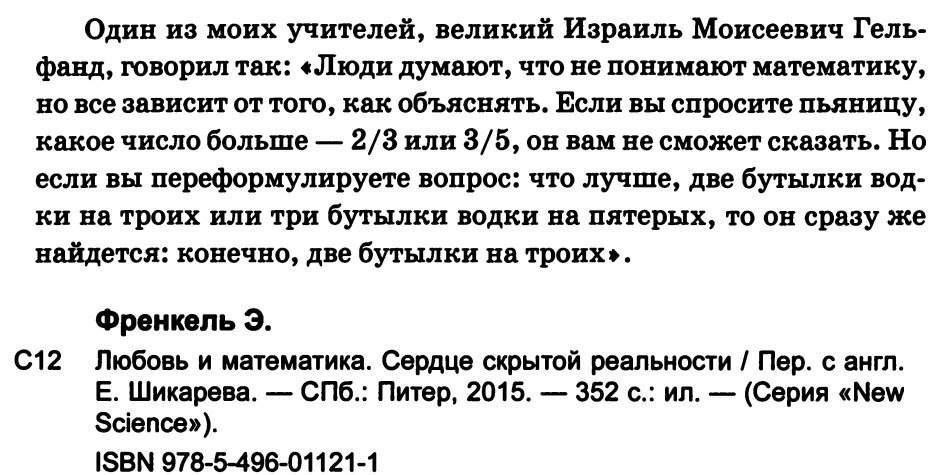 Один из моих учителей, великий Израиль Моисеевич Гель-
фанд, говорил так: «Люди думают, что не понимают математику,
но все зависит от того, как объяснять. Если вы спросите пьяницу,
какое число больше — 2/3 или 3/5, он вам не сможет сказать. Но
если вы переформулируете вопрос: что лучше, две бутылки вод-
ки на троих или три бутылки водки на пятерых, то он сразу же
найдется: конечно, две бутылки на троих».
Френкель Э.
С12 Любовь и математика. Сердце скрытой реальности / Пер. с англ.
Е. Шикарева. — СПб.: Питер, 2015. — 352 с.: ил. — (Серия «New
Science»).
ISBN 978-5-496-01121-1